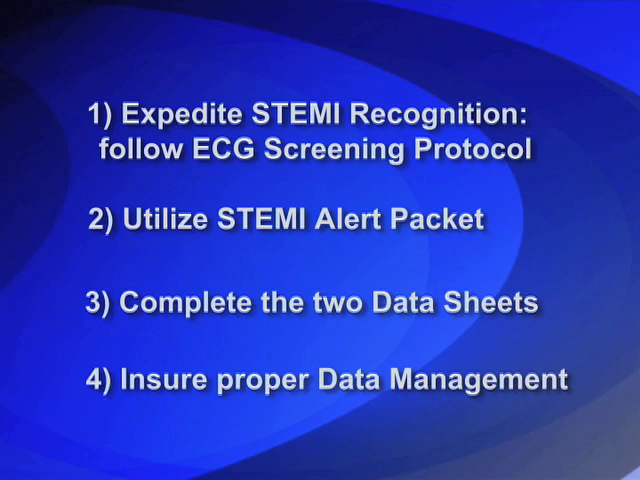 1) Expedite STEMI Recognition:
follow ECG Screening Protocol
2) Utilize STEMI Alert Packet
3) Complete the two Data Sheets
4) Insure proper Data Management